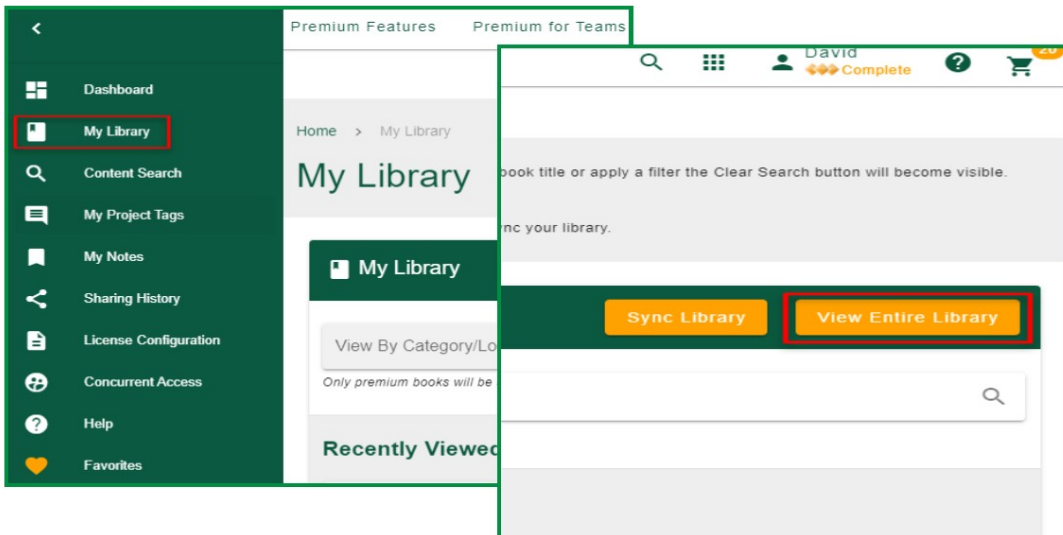 Premium Features Premium for Teams
Dashboard
My Library
Content Search
My Project Tags
My Notes
Sharing History
License Configuration
Concurrent Access
Help
Favorites
Home > My Library
My Library
My Library
View By Category/Lo
Only premium books will be
Recently Viewed
David
Complete
20
book title or apply a filter the Clear Search button will become visible.
nc your library.
Sync Library
View Entire Library